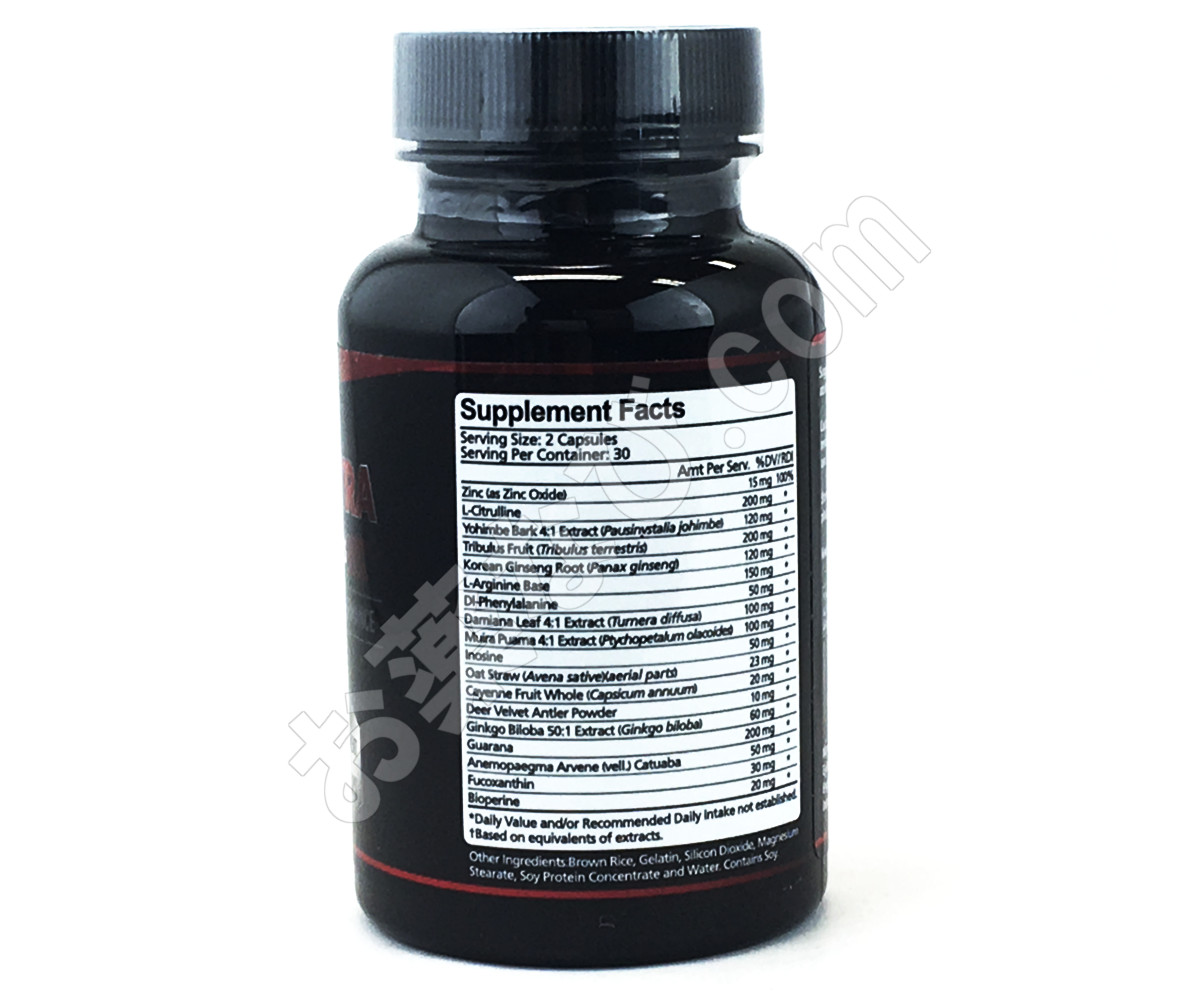 Supplement Facts
Serving Size: 2 Capsules
Serving Per Container: 30
Amt Per Serv. %DV/RDI
Zinc (as Zinc Oxide) 15 mg 100%
L-Citrulline 200 mg *
Yohimbe Bark 4:1 Extract (Pausinystalia johimbe) 120 mg *
Tribulus Fruit (Tribulus terrestris) 200 mg *
Korean Ginseng Root (Panax ginseng) 120 mg *
L-Arginine Base 150 mg *
Dl-Phenylalanine 50 mg *
Damiana Leaf 4:1 Extract (Turnera diffusa) 100 mg *
Muira Puama 4:1 Extract (Ptychopetalum olacoides) 100 mg *
Inosine 50 mg *
Oat Straw (Avena sative)(aerial parts) 23 mg *
Cayenne Fruit Whole (Capsicum annuum) 20 mg *
Deer Velvet Antler Powder 10 mg *
Ginkgo Biloba 50:1 Extract (Ginkgo biloba) 60 mg *
Guarana 200 mg *
Anemopaegma Arvene (vell.) Catuaba 50 mg *
Fucoxanthin 30 mg *
Bioperine 20 mg *
*Daily Value and/or Recommended Daily Intake not established.
†Based on equivalents of extracts.
Other Ingredients: Brown Rice, Gelatin, Silicon Dioxide, Magnesium
Stearate, Soy Protein Concentrate and Water. Contains Soy
お薬なび.com